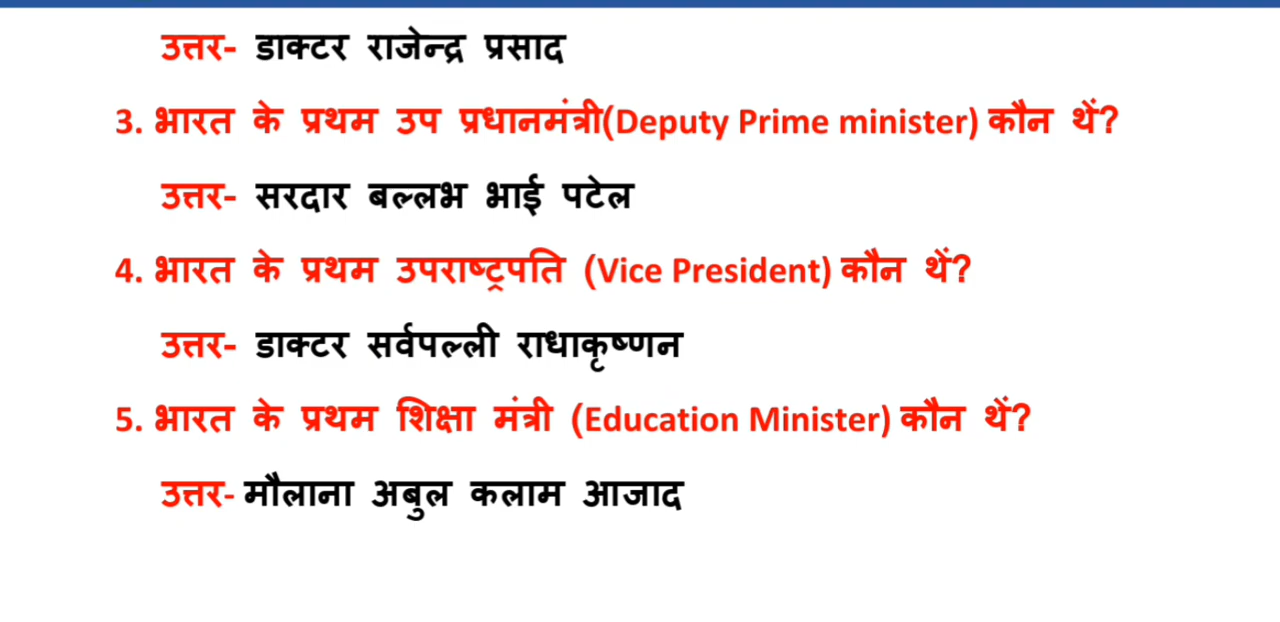 उत्तर- डाक्टर राजेन्द्र प्रसाद
3. भारत के प्रथम उप प्रधानमंत्री(Deputy Prime minister) कौन थें?
उत्तर- सरदार बल्लभ भाई पटेल
4. भारत के प्रथम उपराष्ट्रपति (Vice President) कौन थें?
उत्तर- डाक्टर सर्वपल्ली राधाकृष्णन
5. भारत के प्रथम शिक्षा मंत्री (Education Minister) कौन थें?
उत्तर- मौलाना अबुल कलाम आजाद